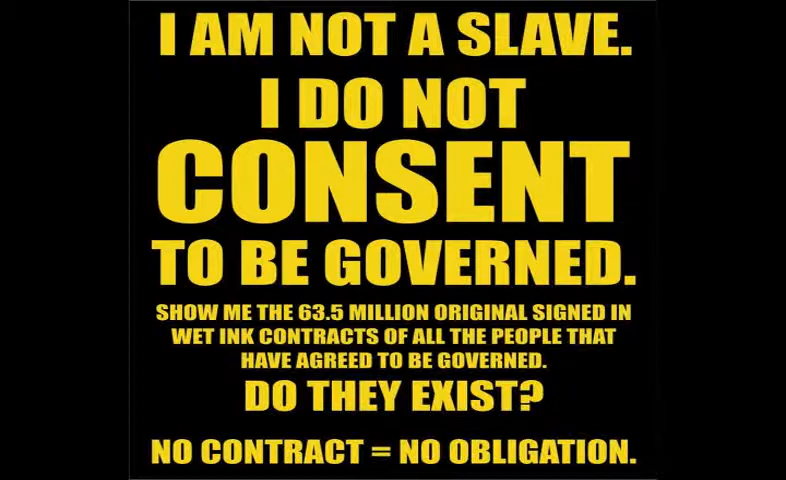 I AM NOT A SLAVE.
I DO NOT
CONSENT
TO BE GOVERNED.
SHOW ME THE 63.5 MILLION ORIGINAL SIGNED IN
WET INK CONTRACTS OF ALL THE PEOPLE THAT
HAVE AGREED TO BE GOVERNED.
DO THEY EXIST?
NO CONTRACT = NO OBLIGATION.